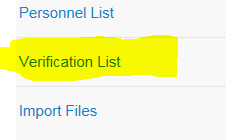 Personnel List
Verification List
Import Files